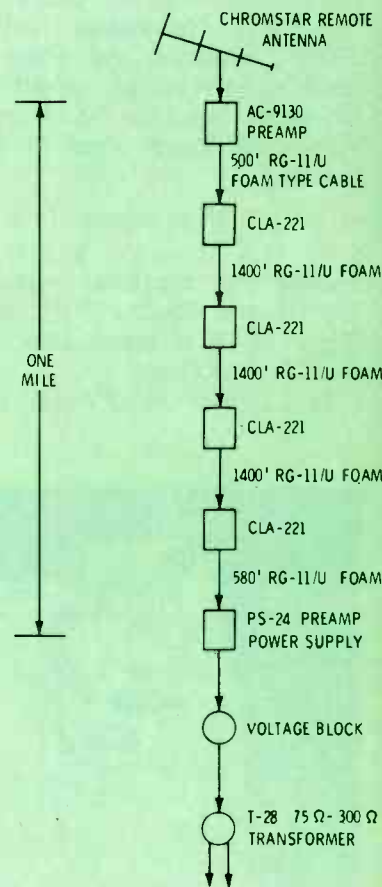 CHROMSTAR REMOTE
ANTENNA
AC-9130
PREAMP
500' RG-11/U
FOAM TYPE CABLE
CLA-221
1400' RG-11/U FOAM
CLA-221
ONE
MILE
1400' RG-11/U FOAM
CLA-221
1400' RG-11/U FOAM
CLA-221
580' RG-11/U FOAM
PS-24 PREAMP
POWER SUPPLY
VOLTAGE BLOCK
T-28 75 Ω-300 Ω
TRANSFORMER